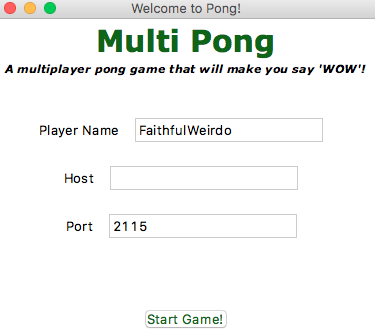 Welcome to Pong!
Multi Pong
A multiplayer pong game that will make you say 'WOW'!
Player Name FaithfulWeirdo
Host
Port 2115
Start Game!